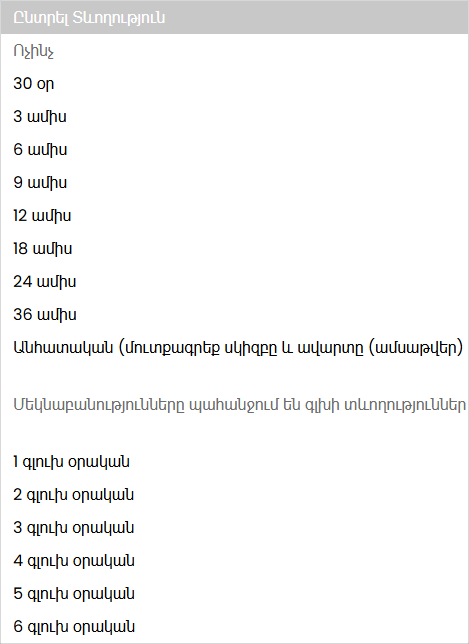 Ընտրել Տևողություն
Ոչինչ
30 օր
3 ամիս
6 ամիս
9 ամիս
12 ամիս
18 ամիս
24 ամիս
36 ամիս
Անհատական (մուտքագրեք սկիզբը և ավարտը (ամսաթվեր)
Մեկնաբանությունները պահանջում են գլխի տևողություններ
1 գլուխ օրական
2 գլուխ օրական
3 գլուխ օրական
4 գլուխ օրական
5 գլուխ օրական
6 գլուխ օրական